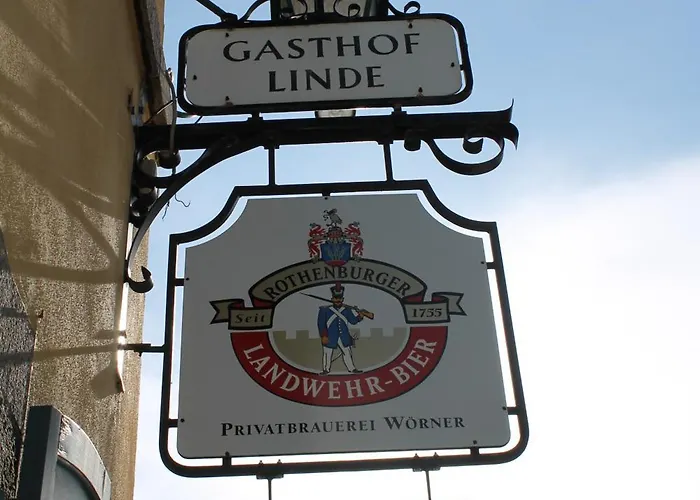 GASTHOF
LINDE
ROTHENBURGER
Seit 1755
LANDWEHR-BIER
PRIVATBRAUEREI WÖRNER